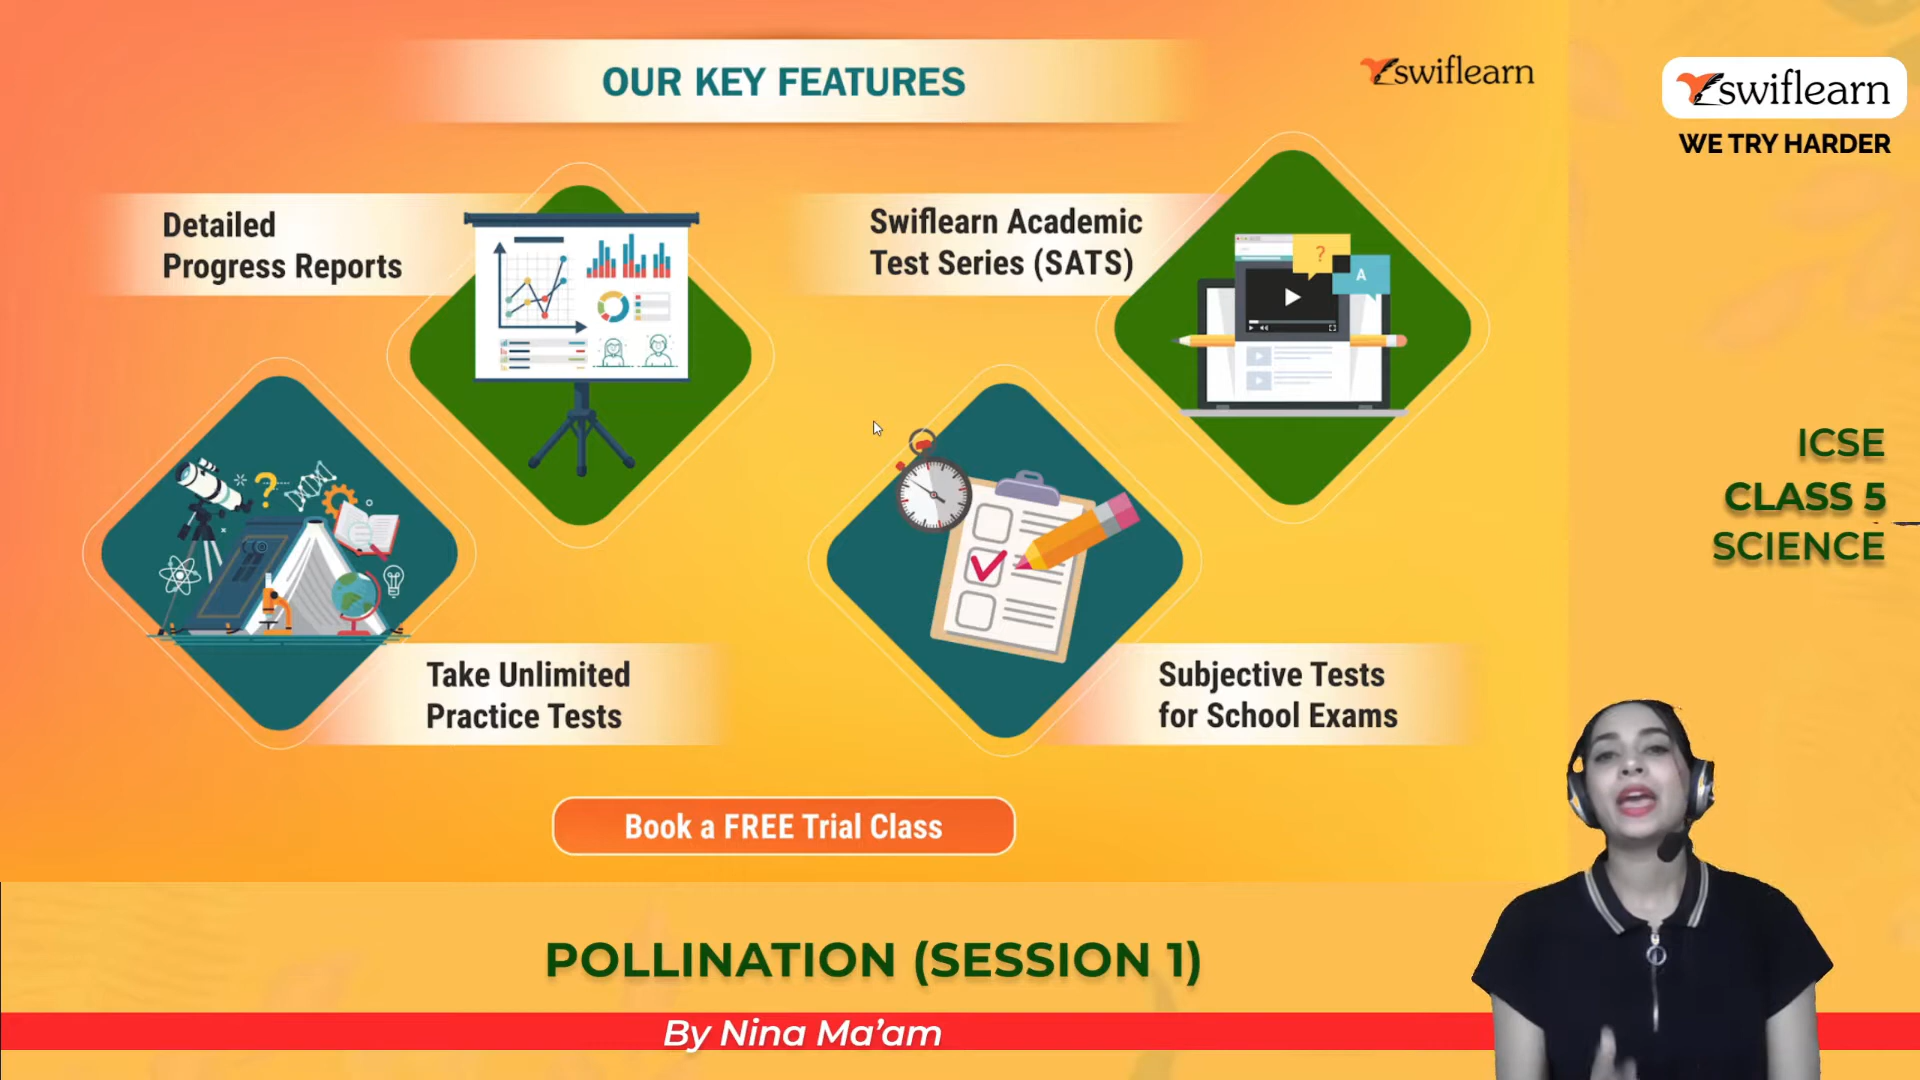 OUR KEY FEATURES
swiflearn
swiflearn
WE TRY HARDER
Detailed
Progress Reports
Swiflearn Academic
Test Series (SATS)
?
A
?
ICSE
CLASS 5
SCIENCE
Take Unlimited
Practice Tests
Subjective Tests
for School Exams
Book a FREE Trial Class
POLLINATION (SESSION 1)
By Nina Ma'am